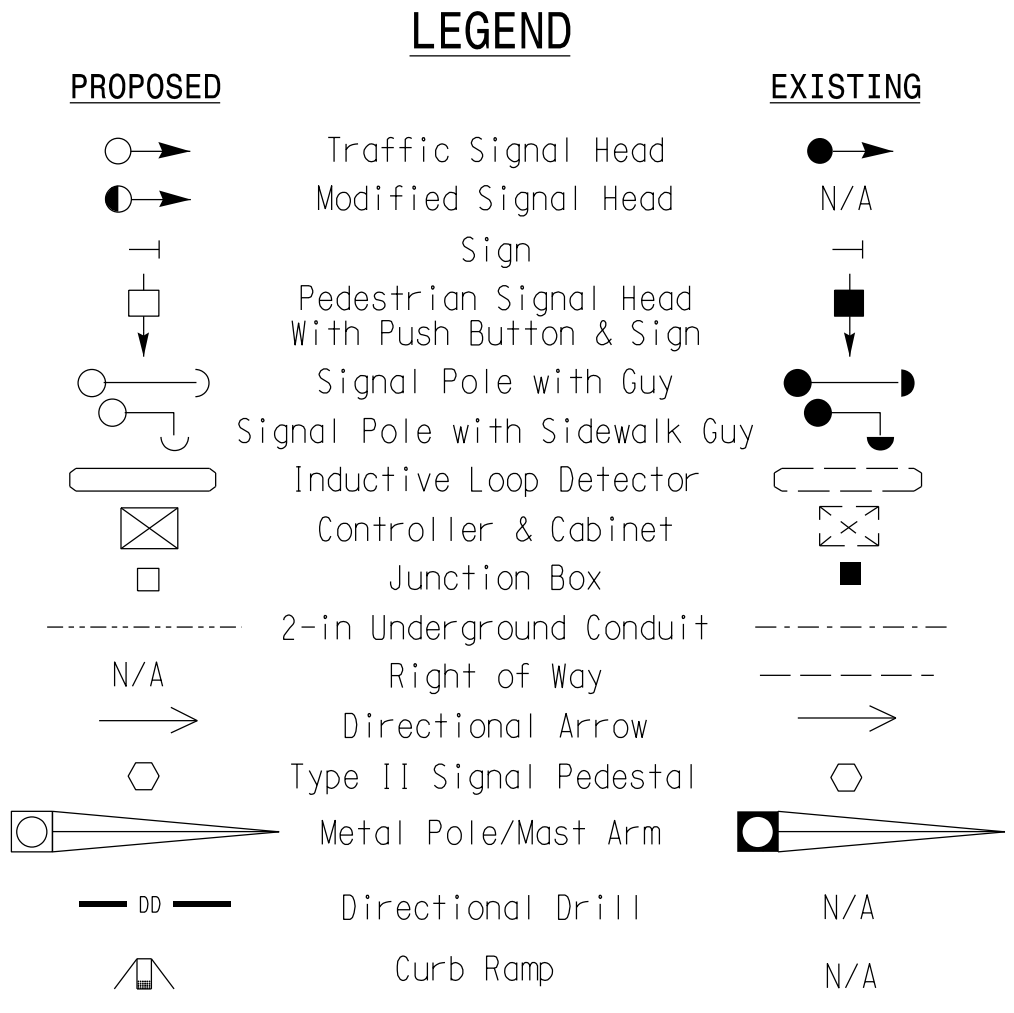 LEGEND
PROPOSED
EXISTING
Traffic Signal Head
Modified Signal Head
N/A
Sign
Pedestrian Signal Head
With Push Button & Sign
Signal Pole with Guy
Signal Pole with Sidewalk Guy
Inductive Loop Detector
Controller & Cabinet
Junction Box
2-in Underground Conduit
N/A
Right of Way
Directional Arrow
Type II Signal Pedestal
Metal Pole/Mast Arm
DD
Directional Drill
N/A
Curb Ramp
N/A